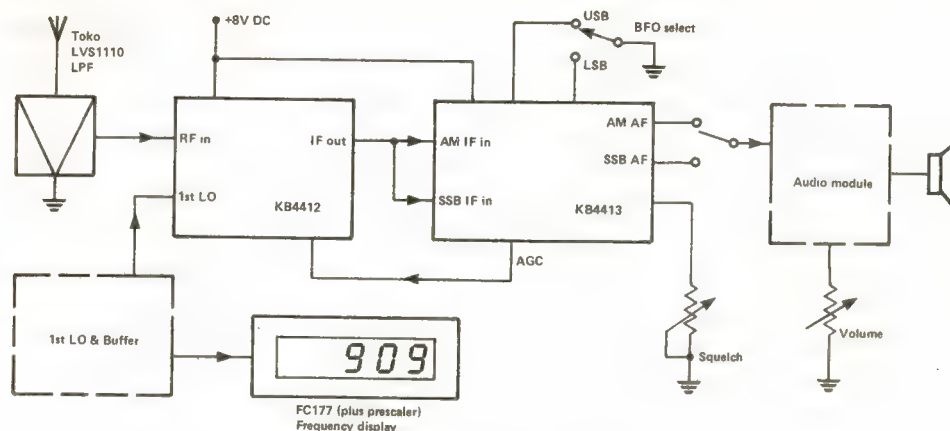 +8V DC
USB
BFO select
LSB
Toko
LVS1110
LPF
RF in
IF out
1st LO
KB4412
AM IF in
SSB IF in
AM AF
SSB AF
KB4413
AGC
Audio module
Volume
Squelch
1st LO & Buffer
909
FC177 (plus prescaler)
Frequency display